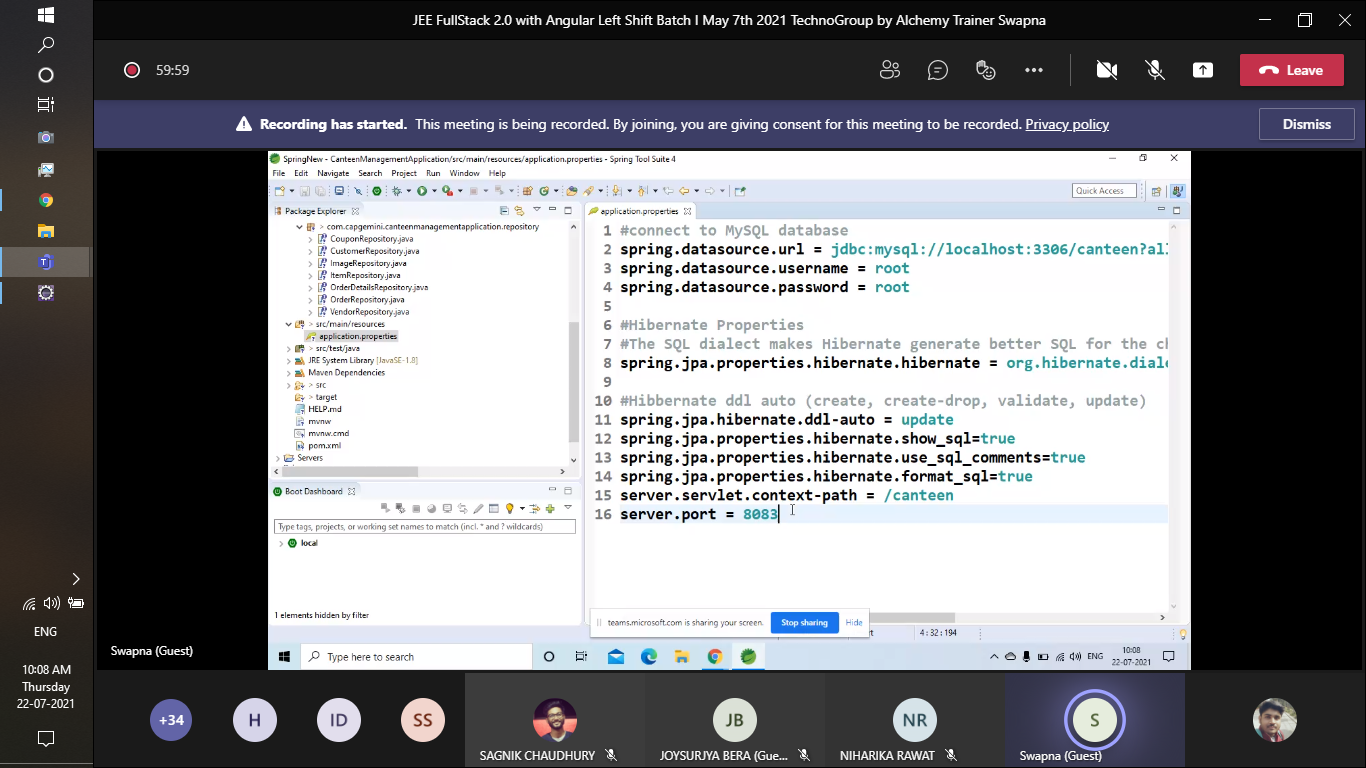 JEE FullStack 2.0 with Angular Left Shift Batch I May 7th 2021 TechnoGroup by Alchemy Trainer Swapna
59:59
Leave
Recording has started. This meeting is being recorded. By joining, you are giving consent for this meeting to be recorded. Privacy policy
Dismiss
SpringNew - CanteenManagementApplication/src/main/resources/application.properties - Spring Tool Suite 4
File Edit Navigate Search Project Run Window Help
Quick Access
Package Explorer
com.capgemini.canteenmanagementapplication.repository
CouponRepository.java
CustomerRepository.java
ImageRepository.java
ItemRepository.java
OrderDetailsRepository.java
OrderRepository.java
VendorRepository.java
src/main/resources
application.properties
src/test/java
JRE System Library [JavaSE-1.8]
Maven Dependencies
src
target
HELP.md
mvnw
mvnw.cmd
pom.xml
Servers
Boot Dashboard
Type tags, projects, or working set names to match (incl. * and ? wildcards)
local
1 elements hidden by filter
application.properties
1 #connect to MySQL database
2 spring.datasource.url = jdbc:mysql://localhost:3306/canteen?al
3 spring.datasource.username = root
4 spring.datasource.password = root
5
6 #Hibernate Properties
7 #The SQL dialect makes Hibernate generate better SQL for the ch
8 spring.jpa.properties.hibernate.hibernate = org.hibernate.diale
9
10 #Hibbernate ddl auto (create, create-drop, validate, update)
11 spring.jpa.hibernate.ddl-auto = update
12 spring.jpa.properties.hibernate.show_sql=true
13 spring.jpa.properties.hibernate.use_sql_comments=true
14 spring.jpa.properties.hibernate.format_sql=true
15 server.servlet.context-path = /canteen
16 server.port = 8083
teams.microsoft.com is sharing your screen. Stop sharing Hide
4:32:194
Type here to search
ENG
10:08
22-07-2021
Swapna (Guest)
ENG
10:08 AM
Thursday
22-07-2021
+34
H
ID
SS
SAGNIK CHAUDHURY
JB
JOYSURJYA BERA (Gue...
NR
NIHARIKA RAWAT
S
Swapna (Guest)